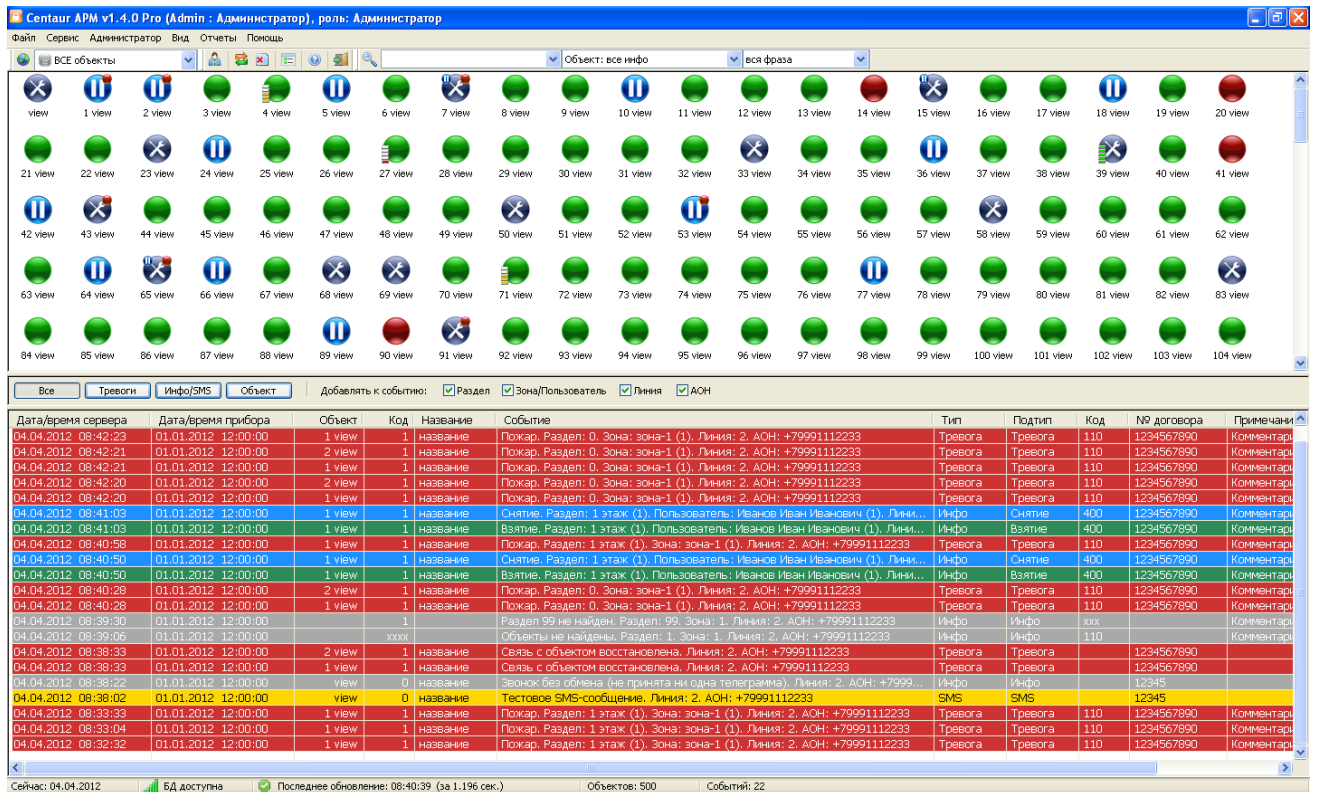 Centaur APM v1.4.0 Pro (Admin : Администратор), роль: Администратор
Файл Сервис Администратор Вид Отчеты Помощь
ВСЕ объекты Объект: все инфо вся фраза
view 1 view 2 view 3 view 4 view 5 view 6 view 7 view 8 view 9 view 10 view 11 view 12 view 13 view 14 view 15 view 16 view 17 view 18 view 19 view 20 view
21 view 22 view 23 view 24 view 25 view 26 view 27 view 28 view 29 view 30 view 31 view 32 view 33 view 34 view 35 view 36 view 37 view 38 view 39 view 40 view 41 view
42 view 43 view 44 view 45 view 46 view 47 view 48 view 49 view 50 view 51 view 52 view 53 view 54 view 55 view 56 view 57 view 58 view 59 view 60 view 61 view 62 view
63 view 64 view 65 view 66 view 67 view 68 view 69 view 70 view 71 view 72 view 73 view 74 view 75 view 76 view 77 view 78 view 79 view 80 view 81 view 82 view 83 view
84 view 85 view 86 view 87 view 88 view 89 view 90 view 91 view 92 view 93 view 94 view 95 view 96 view 97 view 98 view 99 view 100 view 101 view 102 view 103 view 104 view
Все Тревоги Инфо/SMS Объект Добавлять к событию: Раздел Зона/Пользователь Линия АОН
Дата/время сервера Дата/время прибора Объект Код Название Событие Тип Подтип Код № договора Примечани
04.04.2012 08:42:23 01.01.2012 12:00:00 1 view 1 название Пожар. Раздел: 0. Зона: зона-1 (1). Линия: 2. АОН: +79991112233 Тревога Тревога 110 1234567890 Комментари
04.04.2012 08:42:21 01.01.2012 12:00:00 2 view 1 название Пожар. Раздел: 0. Зона: зона-1 (1). Линия: 2. АОН: +79991112233 Тревога Тревога 110 1234567890 Комментари
04.04.2012 08:42:21 01.01.2012 12:00:00 1 view 1 название Пожар. Раздел: 0. Зона: зона-1 (1). Линия: 2. АОН: +79991112233 Тревога Тревога 110 1234567890 Комментари
04.04.2012 08:42:20 01.01.2012 12:00:00 2 view 1 название Пожар. Раздел: 0. Зона: зона-1 (1). Линия: 2. АОН: +79991112233 Тревога Тревога 110 1234567890 Комментари
04.04.2012 08:42:20 01.01.2012 12:00:00 1 view 1 название Пожар. Раздел: 0. Зона: зона-1 (1). Линия: 2. АОН: +79991112233 Тревога Тревога 110 1234567890 Комментари
04.04.2012 08:41:03 01.01.2012 12:00:00 1 view 1 название Снятие. Раздел: 1 этаж (1). Пользователь: Иванов Иван Иванович (1). Лини... Инфо Снятие 400 1234567890 Комментари
04.04.2012 08:41:03 01.01.2012 12:00:00 1 view 1 название Взятие. Раздел: 1 этаж (1). Пользователь: Иванов Иван Иванович (1). Лини... Инфо Взятие 400 1234567890 Комментари
04.04.2012 08:40:58 01.01.2012 12:00:00 1 view 1 название Пожар. Раздел: 1 этаж (1). Зона: зона-1 (1). Линия: 2. АОН: +79991112233 Тревога Тревога 110 1234567890 Комментари
04.04.2012 08:40:50 01.01.2012 12:00:00 1 view 1 название Снятие. Раздел: 1 этаж (1). Пользователь: Иванов Иван Иванович (1). Лини... Инфо Снятие 400 1234567890 Комментари
04.04.2012 08:40:50 01.01.2012 12:00:00 1 view 1 название Взятие. Раздел: 1 этаж (1). Пользователь: Иванов Иван Иванович (1). Лини... Инфо Взятие 400 1234567890 Комментари
04.04.2012 08:40:28 01.01.2012 12:00:00 2 view 1 название Пожар. Раздел: 0. Зона: зона-1 (1). Линия: 2. АОН: +79991112233 Тревога Тревога 110 1234567890 Комментари
04.04.2012 08:40:28 01.01.2012 12:00:00 1 view 1 название Пожар. Раздел: 0. Зона: зона-1 (1). Линия: 2. АОН: +79991112233 Тревога Тревога 110 1234567890 Комментари
04.04.2012 08:39:30 01.01.2012 12:00:00 1 Раздел 99 не найден. Раздел: 99. Зона: 1. Линия: 2. АОН: +79991112233 Инфо Инфо xxx Комментари
04.04.2012 08:39:06 01.01.2012 12:00:00 xxxx Объекты не найдены. Раздел: 1. Зона: 1. Линия: 2. АОН: +79991112233 Инфо Инфо 110 Комментари
04.04.2012 08:38:33 01.01.2012 12:00:00 2 view 1 название Связь с объектом восстановлена. Линия: 2. АОН: +79991112233 Тревога Тревога 1234567890
04.04.2012 08:38:33 01.01.2012 12:00:00 1 view 1 название Связь с объектом восстановлена. Линия: 2. АОН: +79991112233 Тревога Тревога 1234567890
04.04.2012 08:38:22 01.01.2012 12:00:00 view 0 название Звонок без обмена (не принята ни одна телеграмма). Линия: 2. АОН: +7999... Инфо Инфо 12345
04.04.2012 08:38:02 01.01.2012 12:00:00 view 0 название Тестовое SMS-сообщение. Линия: 2. АОН: +79991112233 SMS SMS 12345
04.04.2012 08:33:33 01.01.2012 12:00:00 1 view 1 название Пожар. Раздел: 1 этаж (1). Зона: зона-1 (1). Линия: 2. АОН: +79991112233 Тревога Тревога 110 1234567890 Комментари
04.04.2012 08:33:04 01.01.2012 12:00:00 1 view 1 название Пожар. Раздел: 1 этаж (1). Зона: зона-1 (1). Линия: 2. АОН: +79991112233 Тревога Тревога 110 1234567890 Комментари
04.04.2012 08:32:32 01.01.2012 12:00:00 1 view 1 название Пожар. Раздел: 1 этаж (1). Зона: зона-1 (1). Линия: 2. АОН: +79991112233 Тревога Тревога 110 1234567890 Комментари
Сейчас: 04.04.2012 БД доступна Последнее обновление: 08:40:39 (за 1.196 сек.) Объектов: 500 Событий: 22